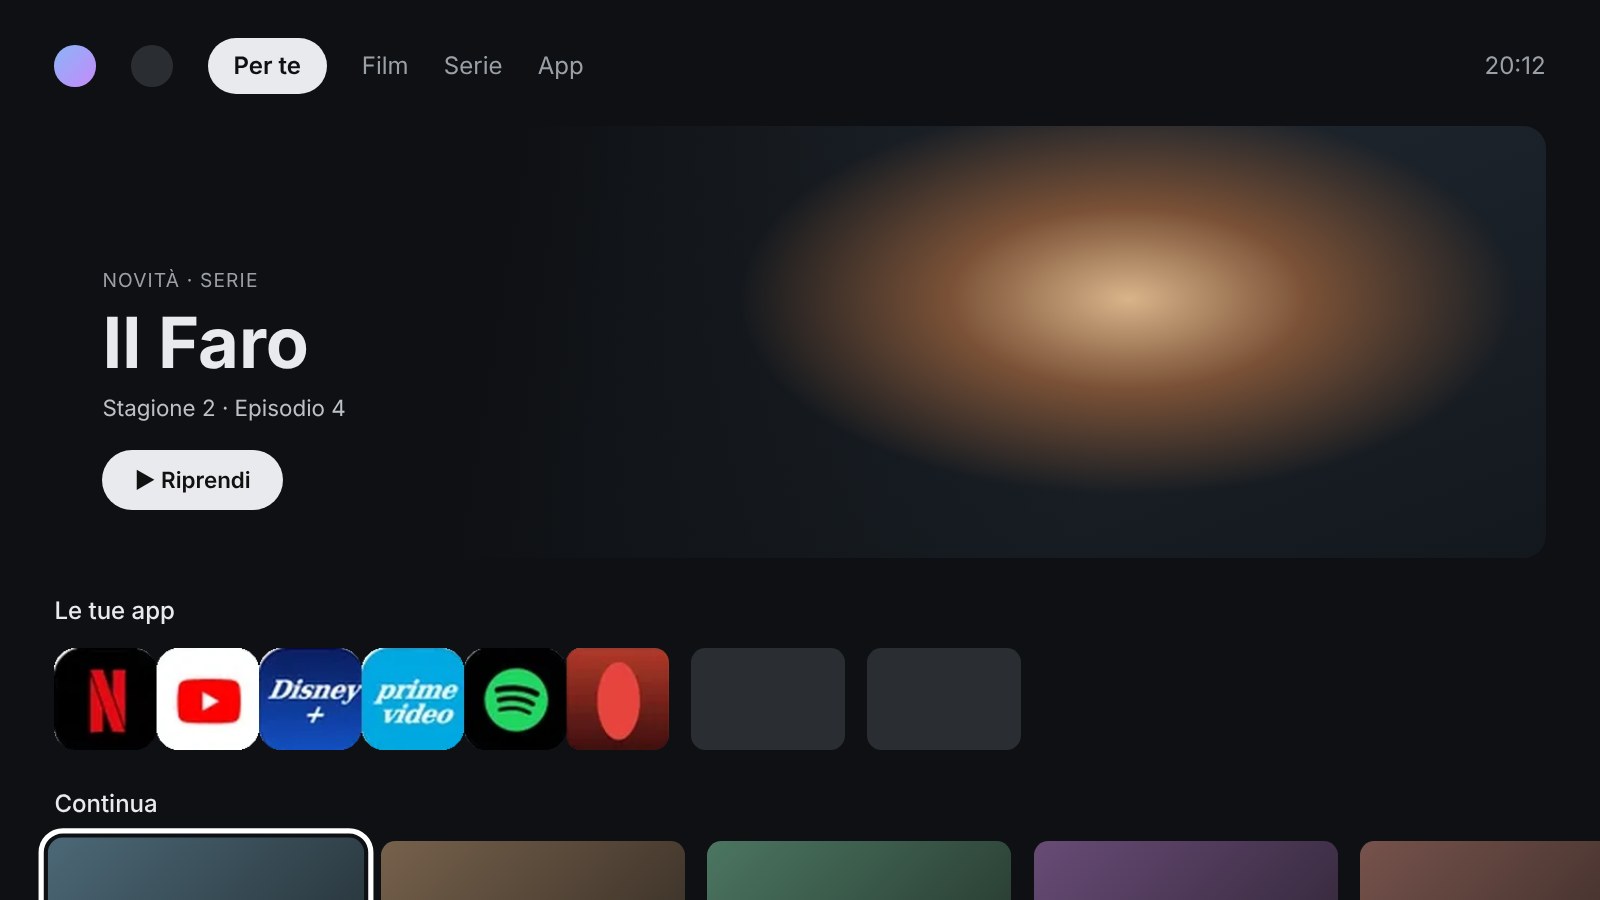 Per te
Film
Serie
App
20:12
NOVITÀ · SERIE
Il Faro
Stagione 2 · Episodio 4
Riprendi
Le tue app
N
Disney
+
prime
video
Continua